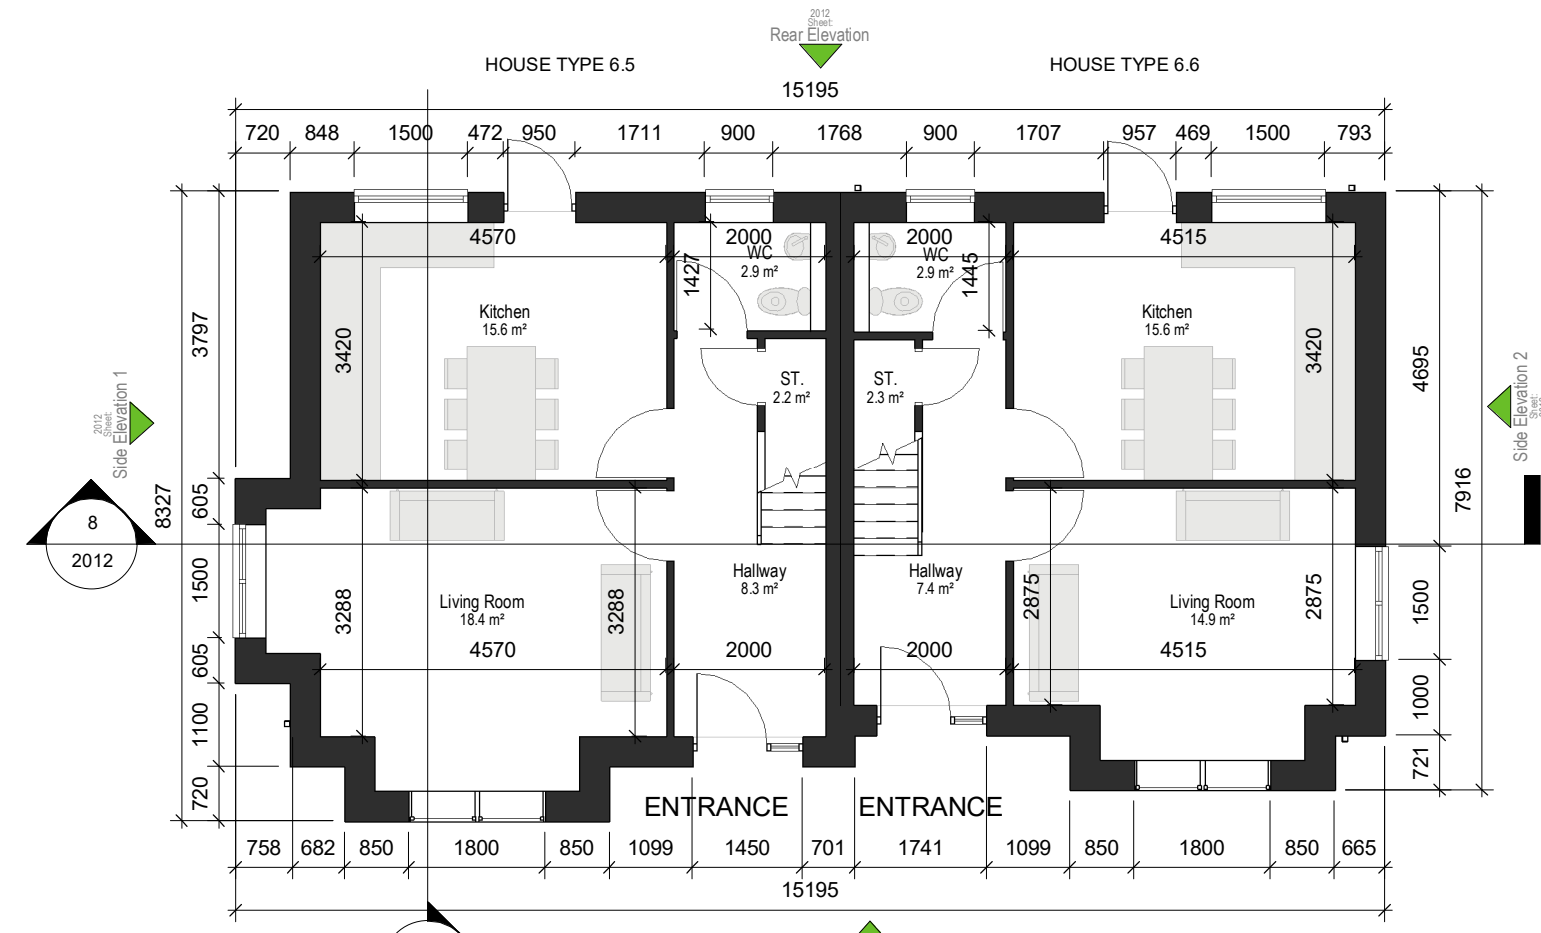 2012
Sheet:
Rear Elevation
HOUSE TYPE 6.5
HOUSE TYPE 6.6
15195
720 848 1500 472 950 1711 900 1768 900 1707 957 469 1500 793
4570 2000 2000 4515
WC
2.9 m²
WC
2.9 m²
1427
1445
Kitchen
15.6 m²
Kitchen
15.6 m²
3797
3420
3420
4695
ST.
2.2 m²
ST.
2.3 m²
2012
Sheet:
Side Elevation 1
Side Elevation 2
Sheet:
8327
605
7916
8
2012
1500
Hallway
8.3 m²
Hallway
7.4 m²
Living Room
18.4 m²
Living Room
14.9 m²
3288
3288
2875
2875
1500
605
4570 2000 2000 4515
1100
1000
720
721
ENTRANCE
ENTRANCE
758 682 850 1800 850 1099 1450 701 1741 1099 850 1800 850 665
15195